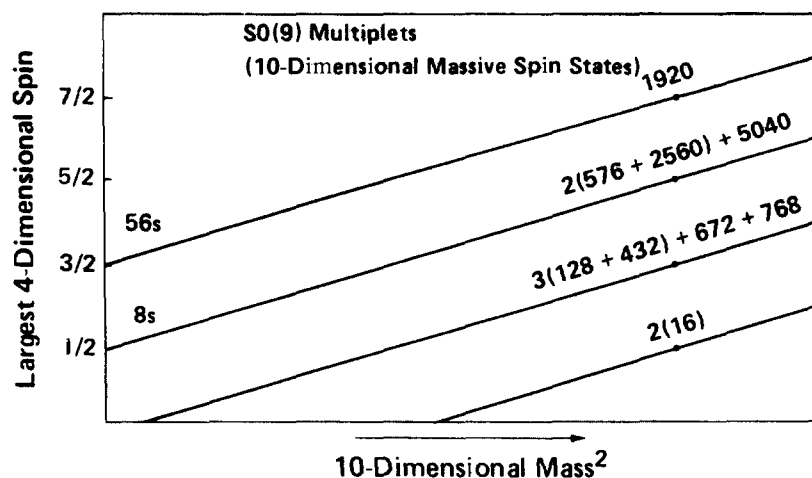 SO(9) Multiplets
(10-Dimensional Massive Spin States)
1920
7/2
2(576 + 2560) + 5040
5/2
56s
3(128 + 432) + 672 + 768
3/2
8s
2(16)
1/2
Largest 4-Dimensional Spin
10-Dimensional Mass²